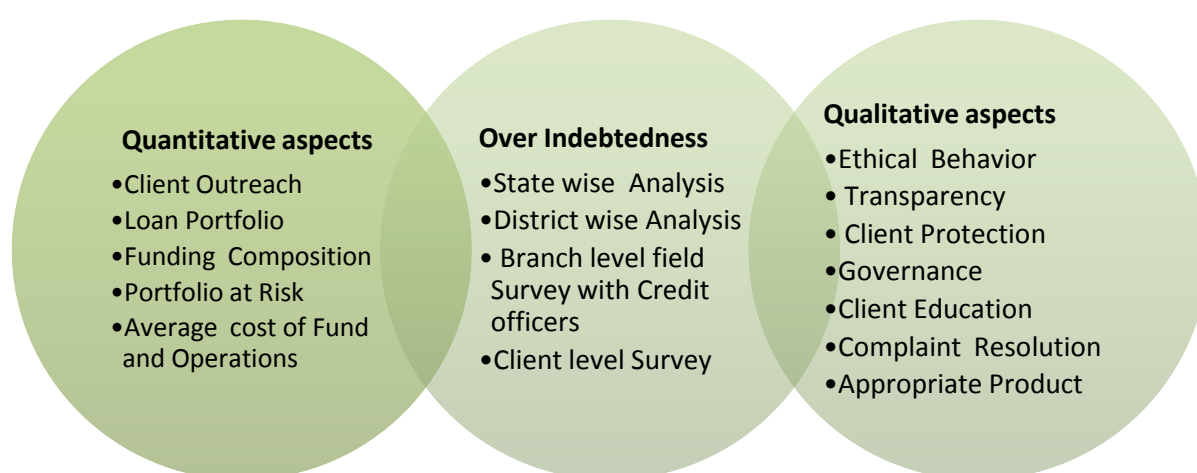 Quantitative aspects
•Client Outreach
•Loan Portfolio
•Funding Composition
•Portfolio at Risk
•Average cost of Fund
and Operations
Over Indebtedness
•State wise Analysis
•District wise Analysis
• Branch level field
Survey with Credit
officers
•Client level Survey
Qualitative aspects
•Ethical Behavior
• Transparency
• Client Protection
•Governance
•Client Education
•Complaint Resolution
•Appropriate Product